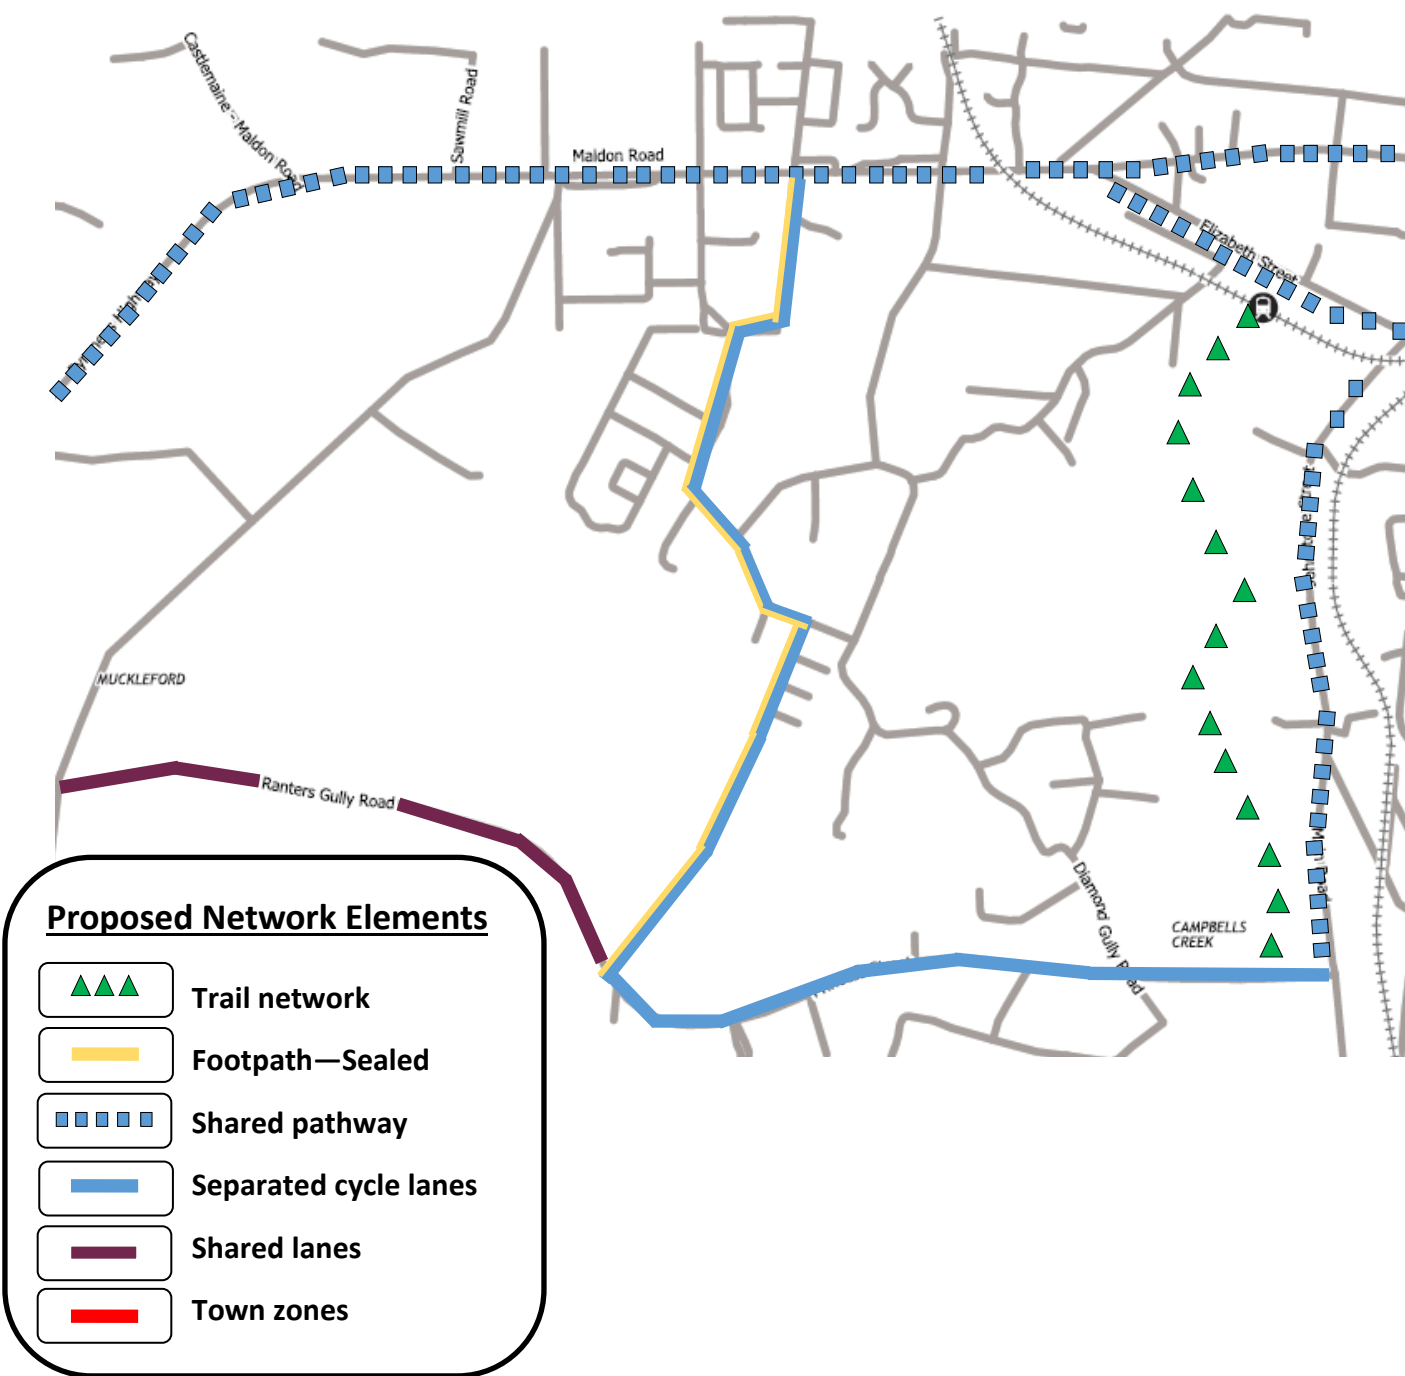 Castlemaine - Maldon Road
Sawmill Road
Maldon Road
Elizabeth Street
MUCKLEFORD
Ranters Gully Road
Diamond Gully Road
CAMPBELLS
CREEK
Proposed Network Elements
Trail network
Footpath—Sealed
Shared pathway
Separated cycle lanes
Shared lanes
Town zones